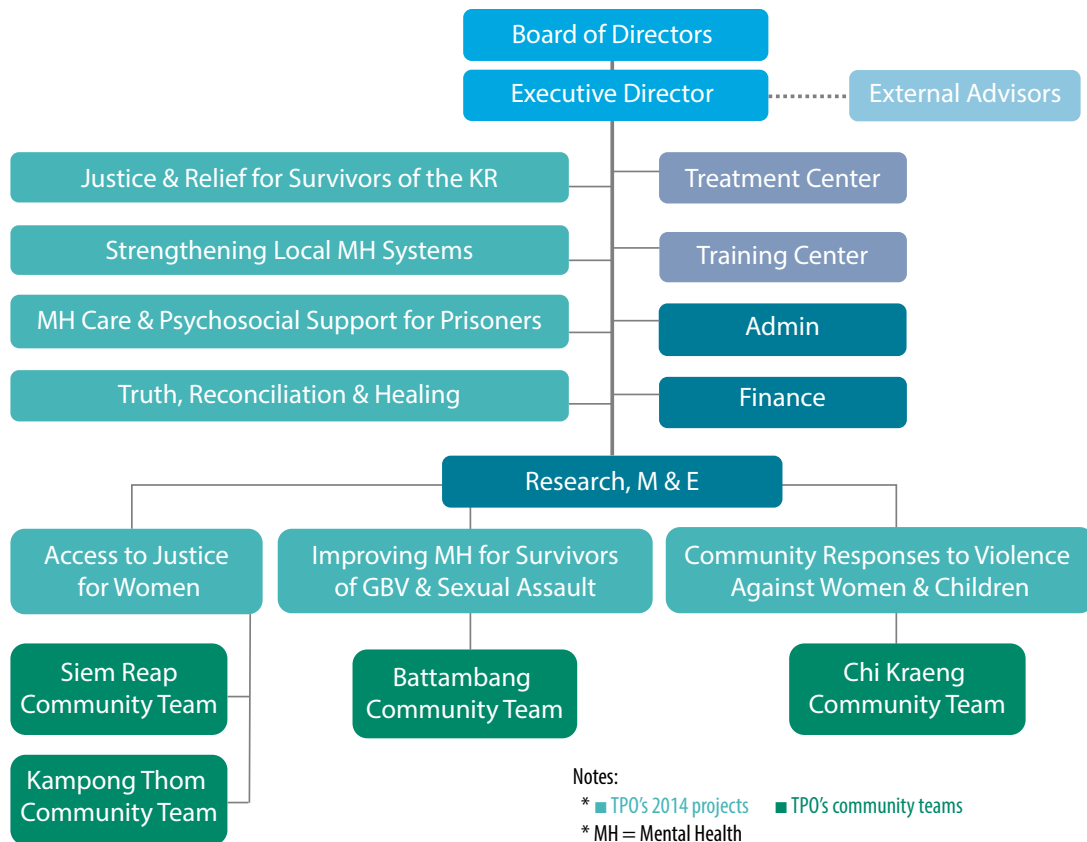 Board of Directors
Executive Director
External Advisors
Justice & Relief for Survivors of the KR
Treatment Center
Strengthening Local MH Systems
Training Center
MH Care & Psychosocial Support for Prisoners
Admin
Truth, Reconciliation & Healing
Finance
Research, M & E
Access to Justice
for Women
Improving MH for Survivors
of GBV & Sexual Assault
Community Responses to Violence
Against Women & Children
Siem Reap
Community Team
Battambang
Community Team
Chi Kraeng
Community Team
Kampong Thom
Community Team
Notes:
* ■ TPO's 2014 projects ■ TPO's community teams
* MH = Mental Health